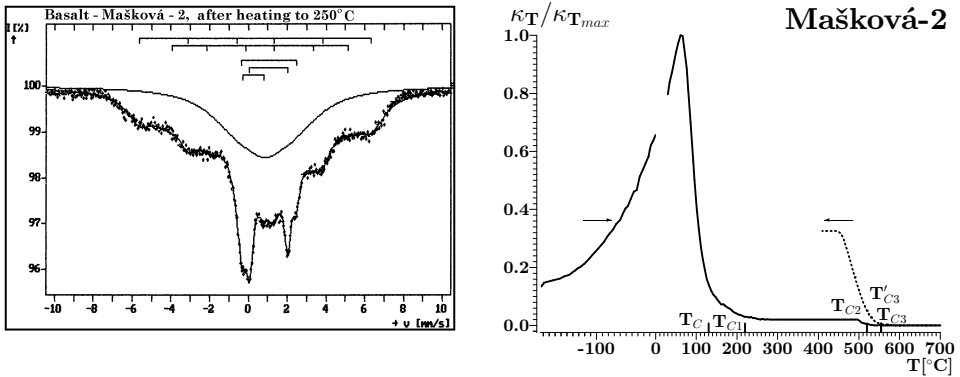 Basalt - Mašková - 2, after heating to 250°C
I [%]
100
99
98
97
96
-10 -8 -6 -4 -2 0 2 4 6 8 10
→ v [mm/s]
κT/κTmax
Mašková-2
1.0
0.8
0.6
0.4
0.2
0.0
TC TC1 TC2 T'C3 TC3
-100 0 100 200 300 400 500 600 700
T[°C]